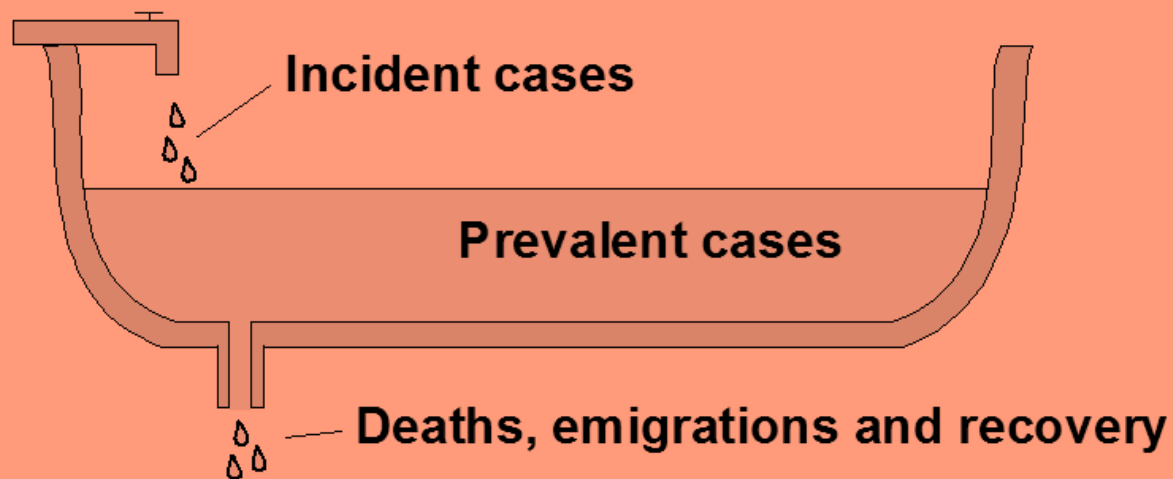 Incident cases
Prevalent cases
Deaths, emigrations and recovery